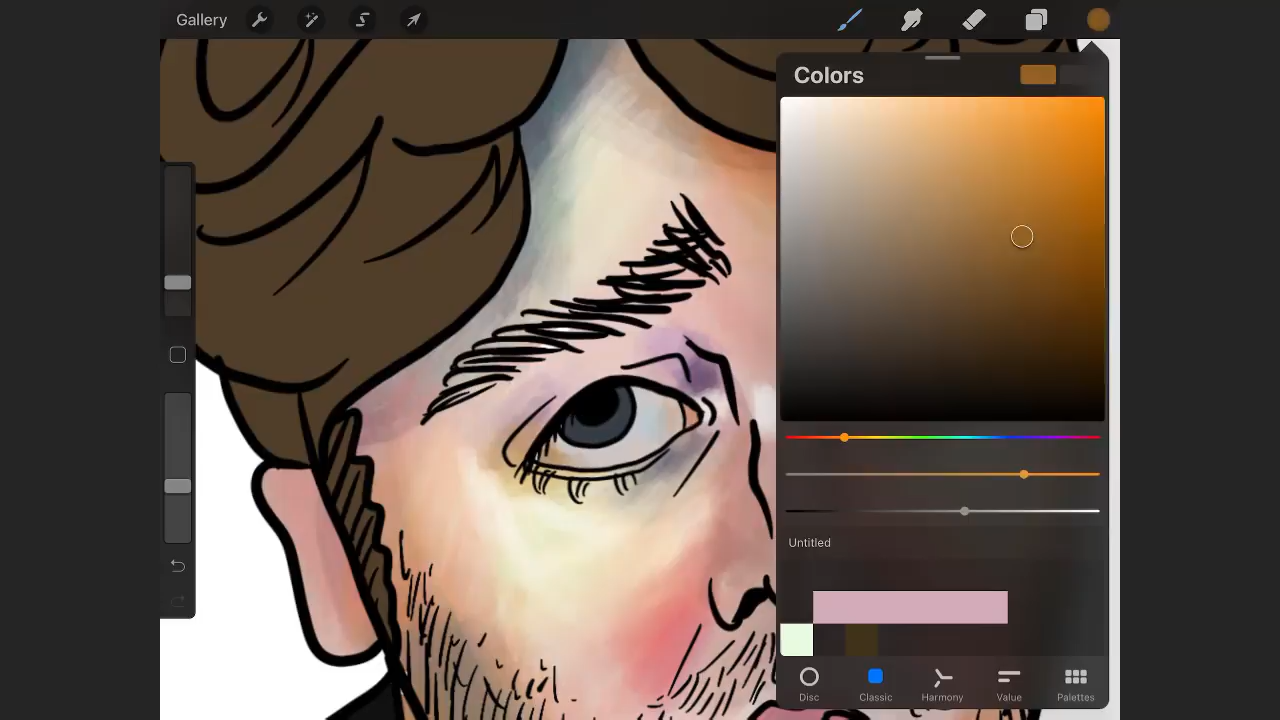 Gallery
Colors
Untitled
Disc
Classic
Harmony
Value
Palettes